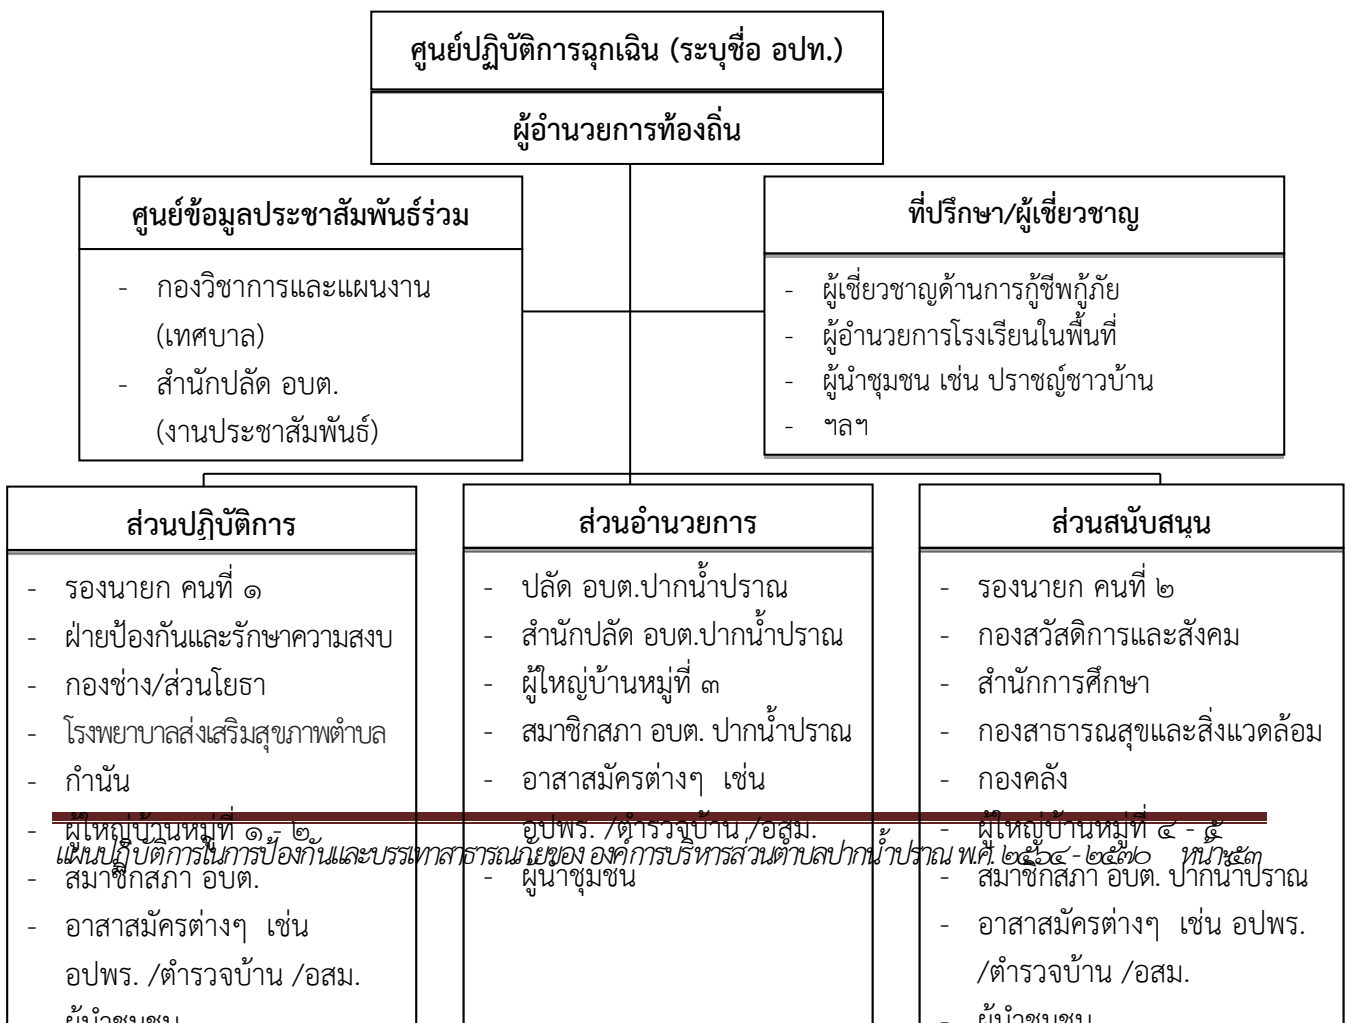 ศูนย์ปฏิบัติการฉุกเฉิน (ระบุชื่อ อปท.)
ผู้อำนวยการท้องถิ่น
ศูนย์ข้อมูลประชาสัมพันธ์ร่วม
- กองวิชาการและแผนงาน
(เทศบาล)
- สำนักปลัด อบต.
(งานประชาสัมพันธ์)
ที่ปรึกษา/ผู้เชี่ยวชาญ
- ผู้เชี่ยวชาญด้านการกู้ชีพกู้ภัย
- ผู้อำนวยการโรงเรียนในพื้นที่
- ผู้นำชุมชน เช่น ปราชญ์ชาวบ้าน
- ฯลฯ
ส่วนปฏิบัติการ
- รองนายก คนที่ ๑
- ฝ่ายป้องกันและรักษาความสงบ
- กองช่าง/ส่วนโยธา
- โรงพยาบาลส่งเสริมสุขภาพตำบล
- กำนัน
- ผู้ใหญ่บ้านหมู่ที่ ๑ - ๒
- สมาชิกสภา อบต.
- อาสาสมัครต่างๆ เช่น
อปพร. /ตำรวจบ้าน /อสม.
ผู้นำชุมชน
ส่วนอำนวยการ
- ปลัด อบต.ปากน้ำปราณ
- สำนักปลัด อบต.ปากน้ำปราณ
- ผู้ใหญ่บ้านหมู่ที่ ๓
- สมาชิกสภา อบต. ปากน้ำปราณ
- อาสาสมัครต่างๆ เช่น
อปพร. /ตำรวจบ้าน /อสม.
- ผู้นำชุมชน
ส่วนสนับสนุน
- รองนายก คนที่ ๒
- กองสวัสดิการและสังคม
- สำนักการศึกษา
- กองสาธารณสุขและสิ่งแวดล้อม
- กองคลัง
- ผู้ใหญ่บ้านหมู่ที่ ๔ - ๕
- สมาชิกสภา อบต. ปากน้ำปราณ
- อาสาสมัครต่างๆ เช่น อปพร.
/ตำรวจบ้าน /อสม.
- ผู้นำชุมชน
แผนปฏิบัติการในการป้องกันและบรรเทาสาธารณภัยของ องค์การบริหารส่วนตำบลปากน้ำปราณ พ.ศ. ๒๕๖๔ - ๒๕๗๐ หน้า ๕๓